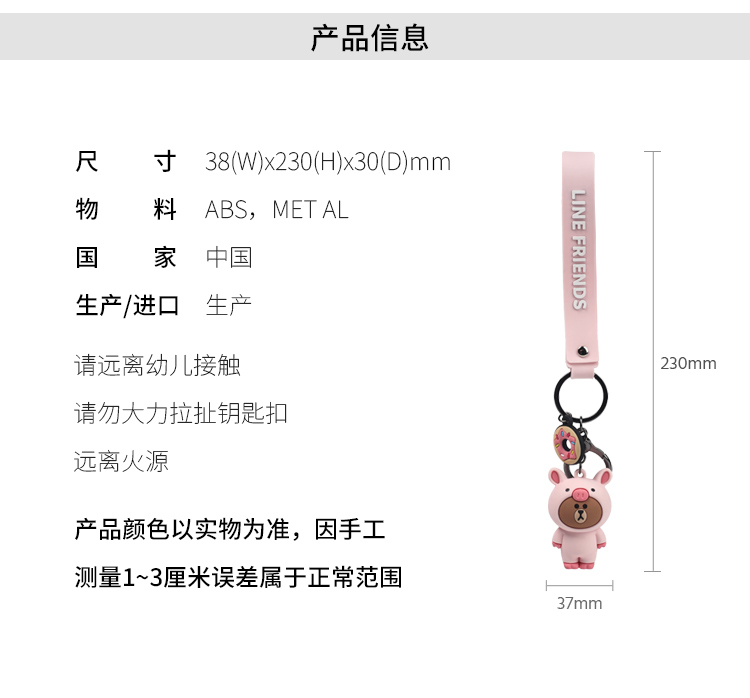 产品信息
尺 寸 38(W)x230(H)x30(D)mm
物 料 ABS，MET AL
国 家 中国
生产/进口 生产
请远离幼儿接触
请勿大力拉扯钥匙扣
远离火源
产品颜色以实物为准，因手工
测量1~3厘米误差属于正常范围
LINE FRIENDS
230mm
37mm